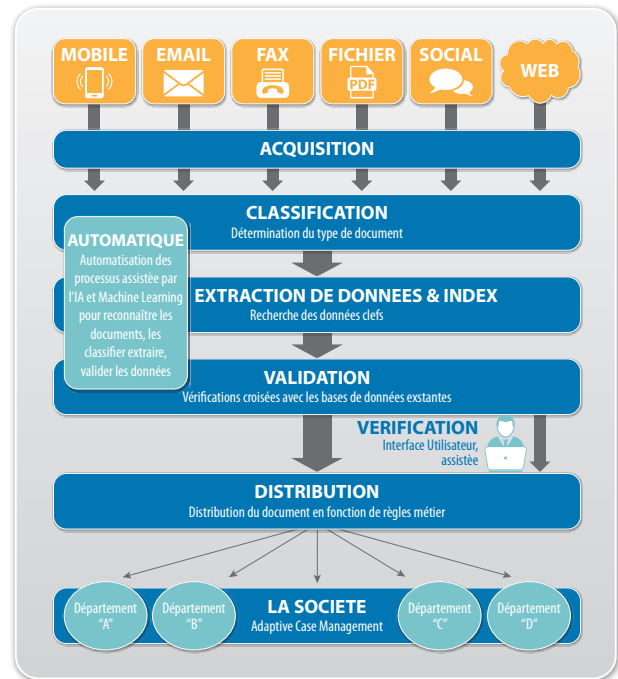 MOBILE
EMAIL
FAX
FICHIER
PDF
SOCIAL
WEB
ACQUISITION
CLASSIFICATION
Détermination du type de document
AUTOMATIQUE
Automatisation des
processus assistée par
l'IA et Machine Learning
pour reconnaître les
documents, les
classifier extraire,
valider les données
EXTRACTION DE DONNEES & INDEX
Recherche des données clefs
VALIDATION
Vérifications croisées avec les bases de données exstantes
VERIFICATION
Interface Utilisateur,
assistèe
DISTRIBUTION
Distribution du document en fonction de règles métier
Département
"A"
Département
"B"
LA SOCIETE
Adaptive Case Management
Département
"C"
Département
"D"